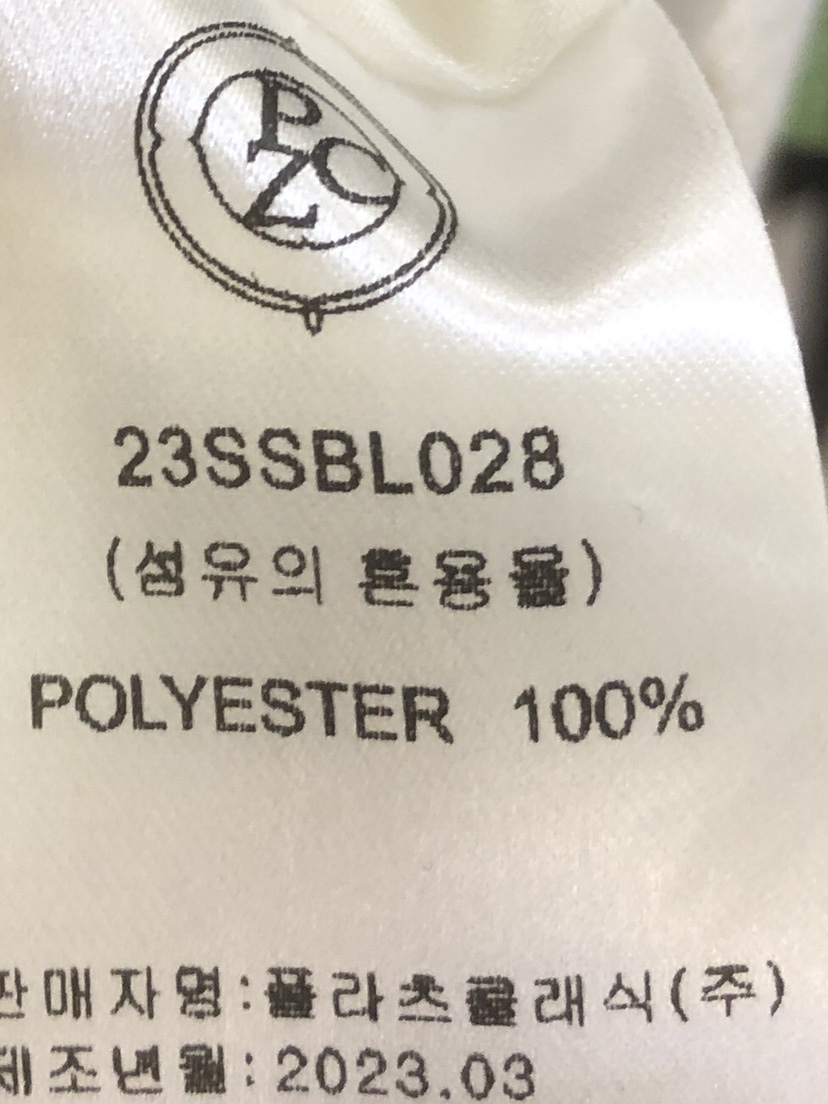 PCZ
23SSBL028
(섬유의 혼용률)
POLYESTER 100%
판매자명:플라츠클래식(주)
제조년월:2023.03